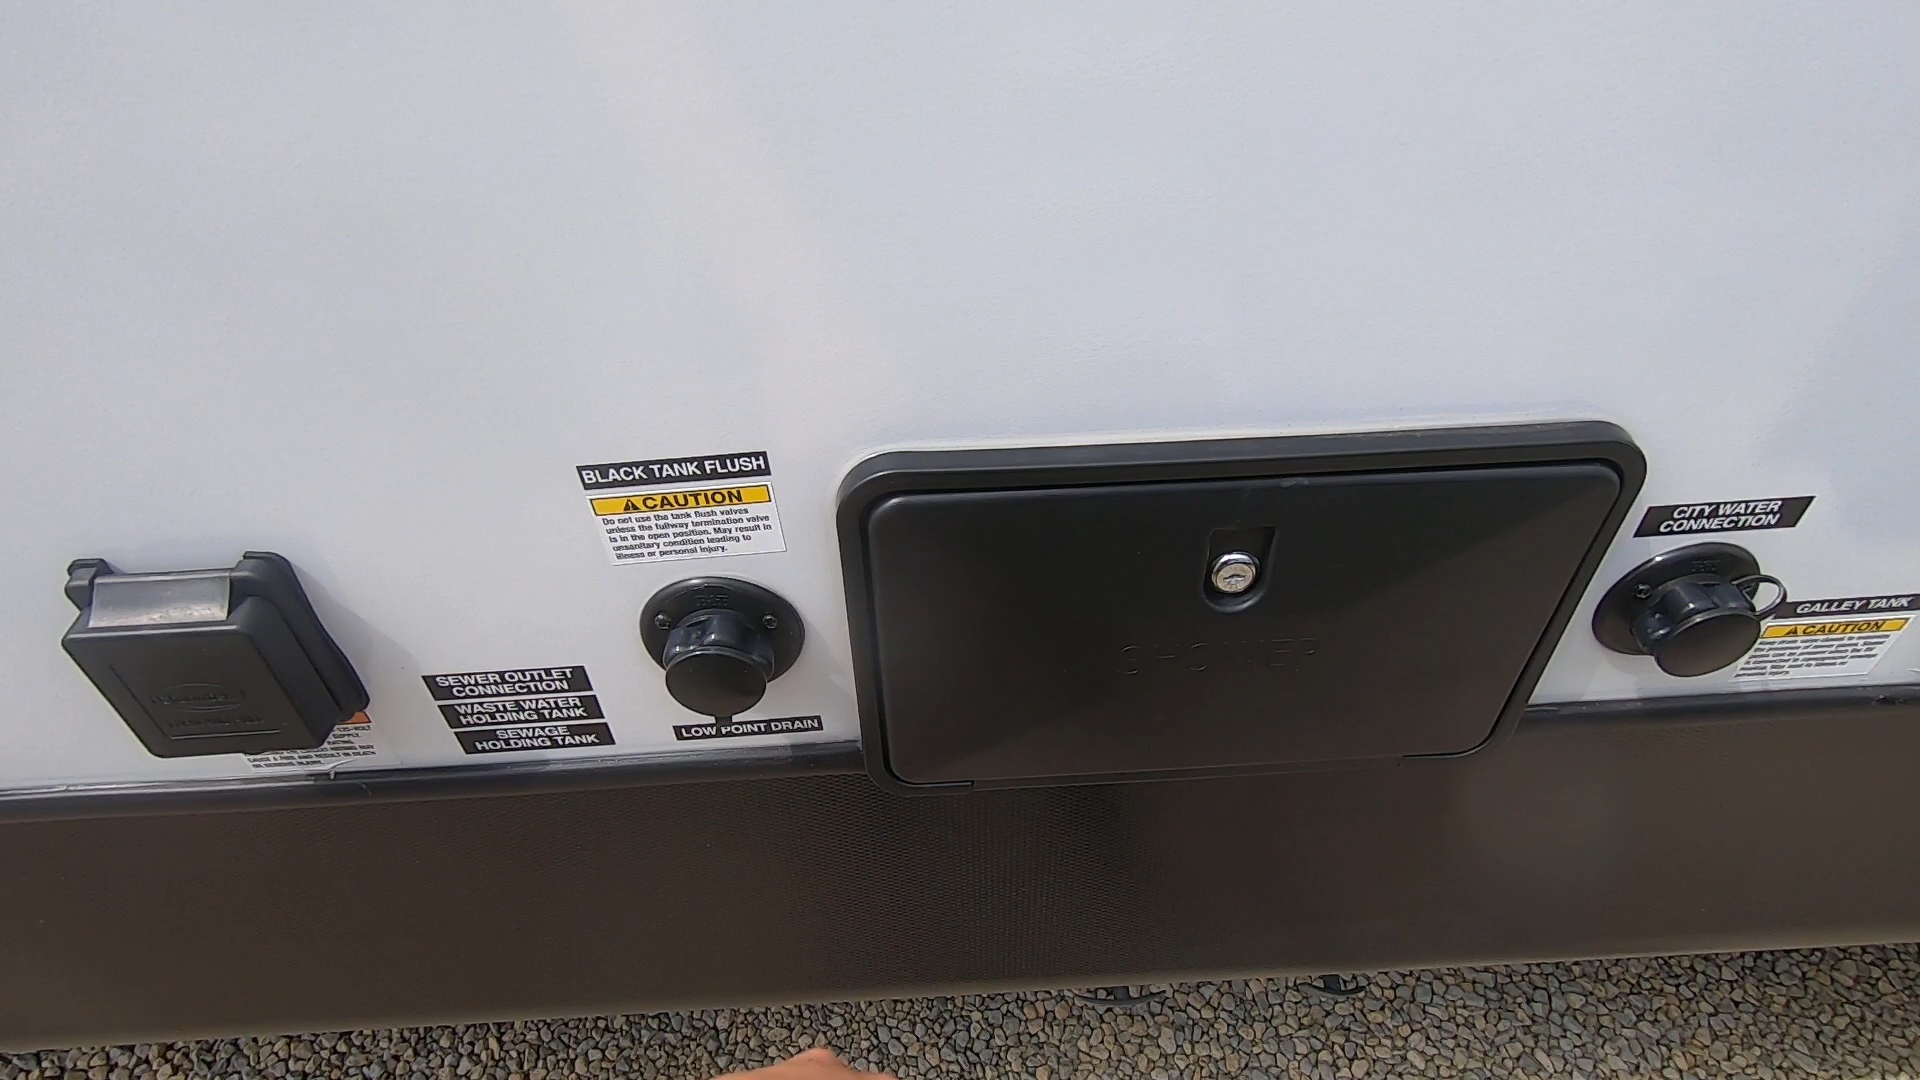 BLACK TANK FLUSH
CAUTION
Do not use the tank flush valves
unless the fullway termination valve
is in the open position. May result in
unsanitary condition leading to
illness or personal injury.
SEWER OUTLET
CONNECTION
WASTE WATER
HOLDING TANK
SEWAGE
HOLDING TANK
LOW POINT DRAIN
SHOWER
CITY WATER
CONNECTION
GALLEY TANK
CAUTION